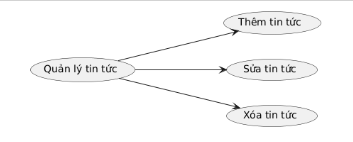 Thêm tin tức
Quản lý tin tức
Sửa tin tức
Xóa tin tức